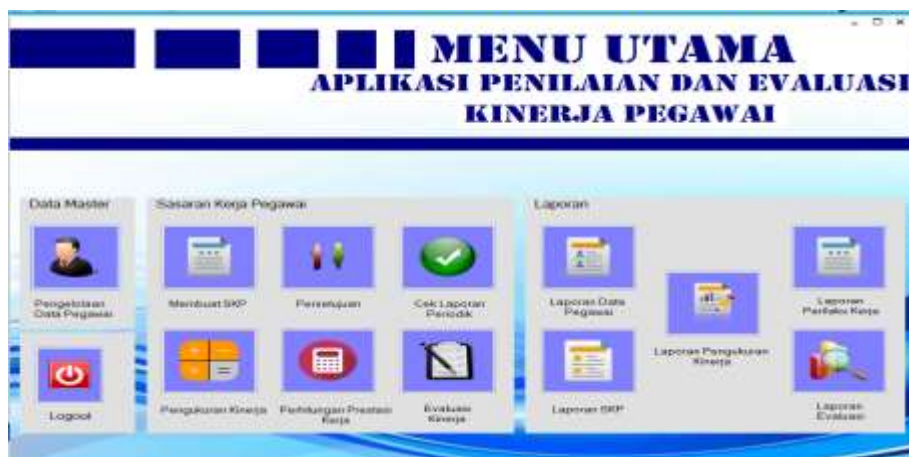 MENU UTAMA
APLIKASI PENILAIAN DAN EVALUASI
KINERJA PEGAWAI
Data Master
Sasaran Kerja Pegawai
Laporan
Pengelolaan
Data Pegawai
Membuat SKP
Persetujuan
Cek Laporan
Periodik
Laporan Data
Pegawai
Laporan Pengukuran
Kinerja
Laporan
Perilaku Kerja
Logout
Pengukuran Kinerja
Perhitungan Prestasi
Kerja
Evaluasi
Kinerja
Laporan SKP
Laporan
Evaluasi